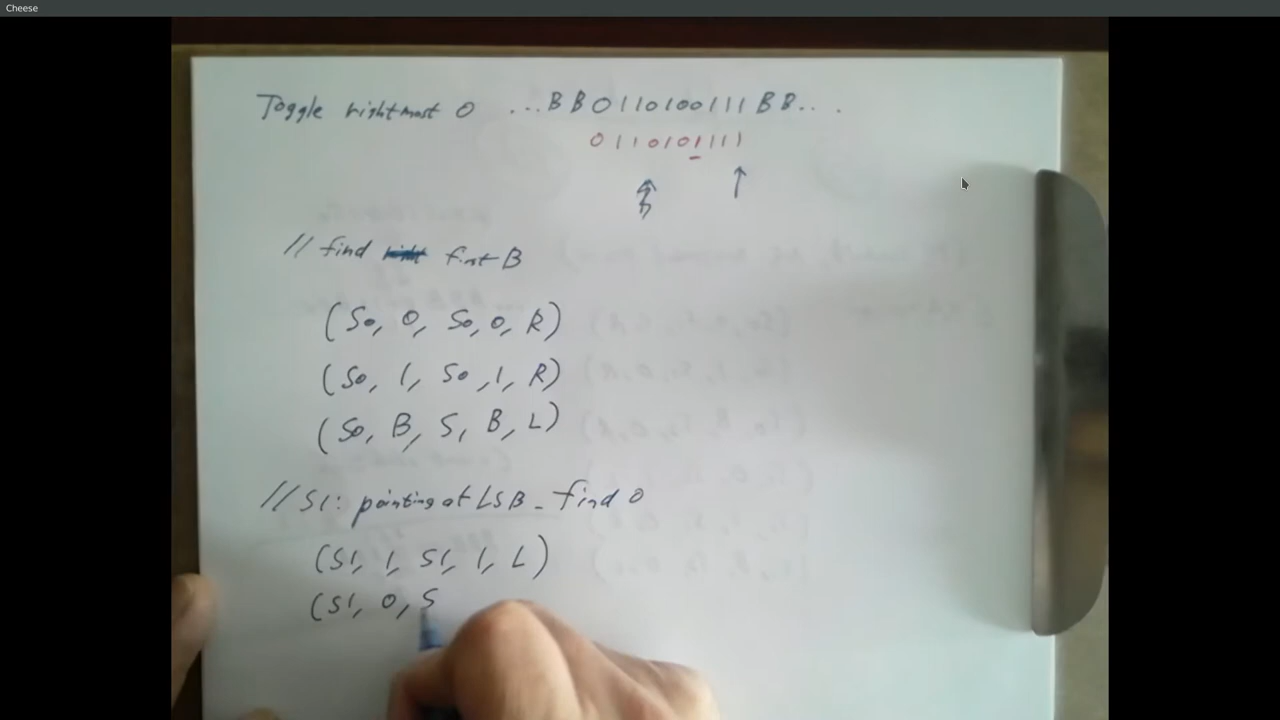 Cheese
Toggle rightmost 0 ...BB0110100111BB...
0110101111
// find first B
(S0, 0, S0, 0, R)
(S0, 1, S0, 1, R)
(S0, B, S1, B, L)
// S1: pointing at LSB - find 0
(S1, 1, S1, 1, L)
(S1, 0, S